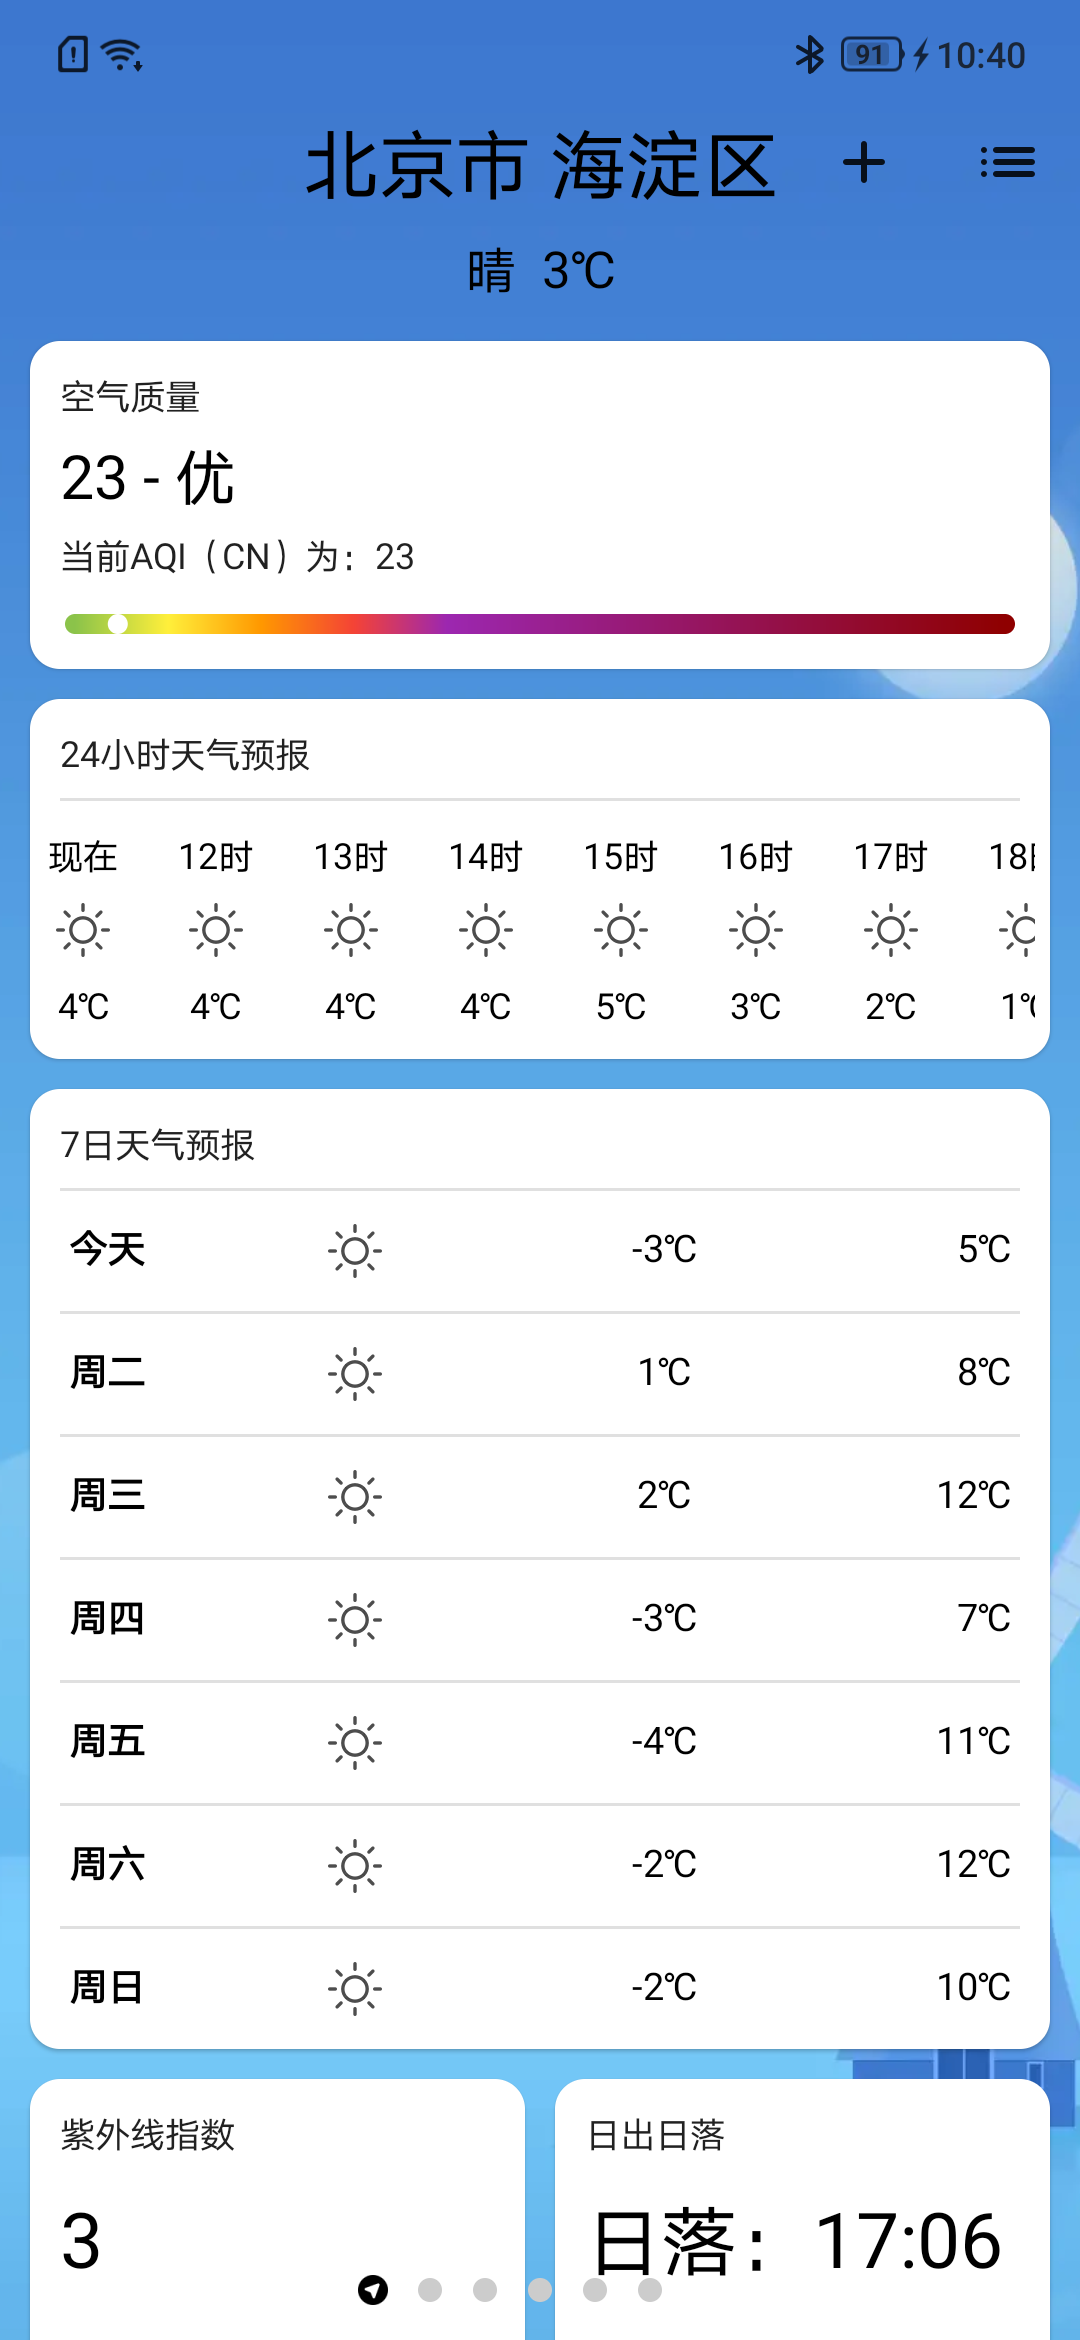 91 10:40
北京市 海淀区
晴 3℃
空气质量
23 - 优
当前AQI（CN）为：23
24小时天气预报
现在 12时 13时 14时 15时 16时 17时 18时
4℃ 4℃ 4℃ 4℃ 5℃ 3℃ 2℃ 1℃
7日天气预报
今天 -3℃ 5℃
周二 1℃ 8℃
周三 2℃ 12℃
周四 -3℃ 7℃
周五 -4℃ 11℃
周六 -2℃ 12℃
周日 -2℃ 10℃
紫外线指数 日出日落
3 日落：17:06